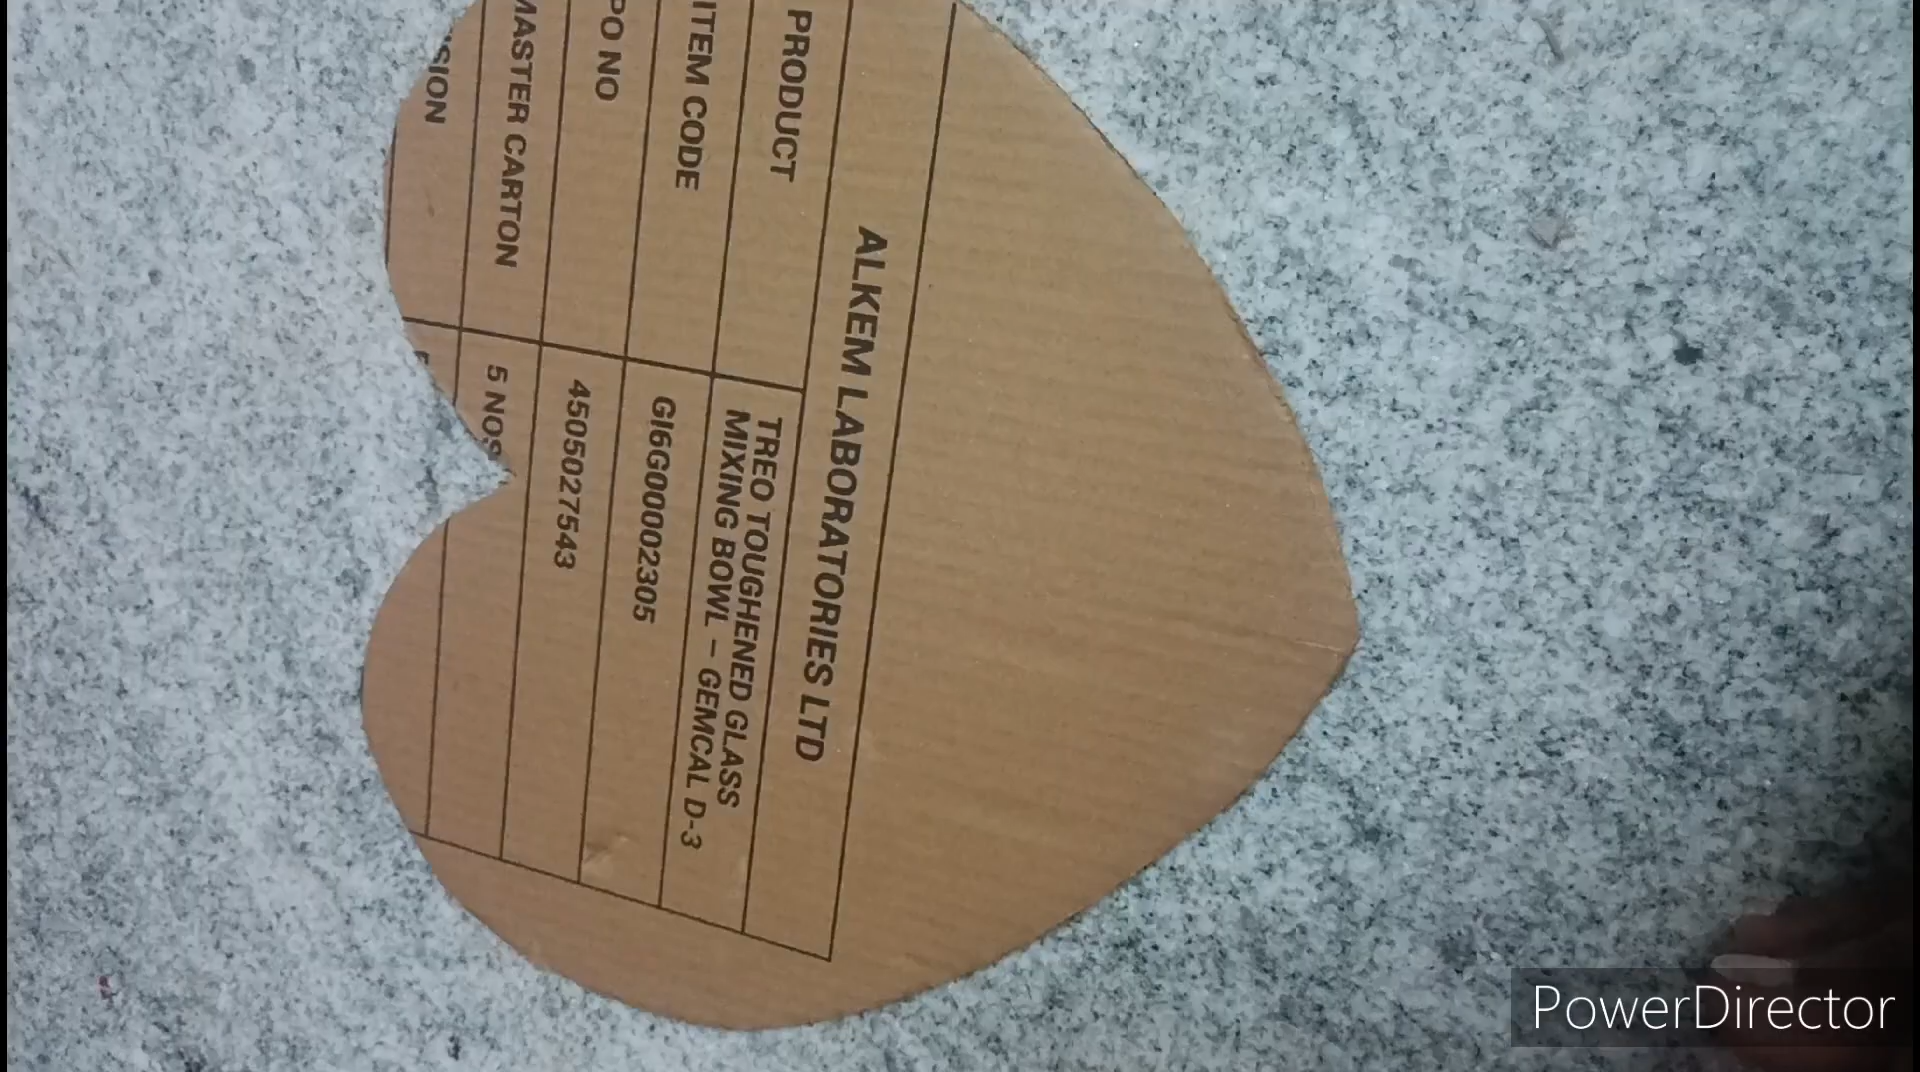 ALKEM LABORATORIES LTD
PRODUCT
TREO TOUGHENED GLASS
MIXING BOWL – GEMCAL D-3
ITEM CODE
GI6G00002305
PO NO
4505027543
MASTER CARTON
5 NOS
PowerDirector